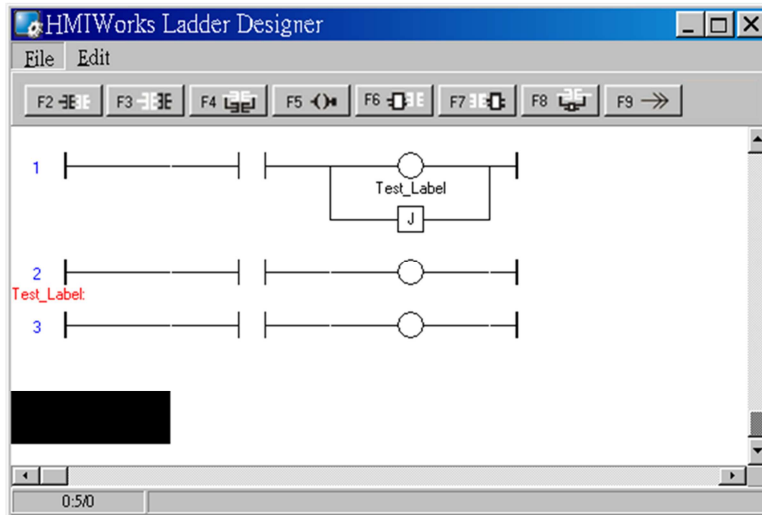 HMIWorks Ladder Designer
File Edit
F2 F3 F4 F5 F6 F7 F8 F9
1
Test_Label
J
2
Test_Label:
3
0:5/0